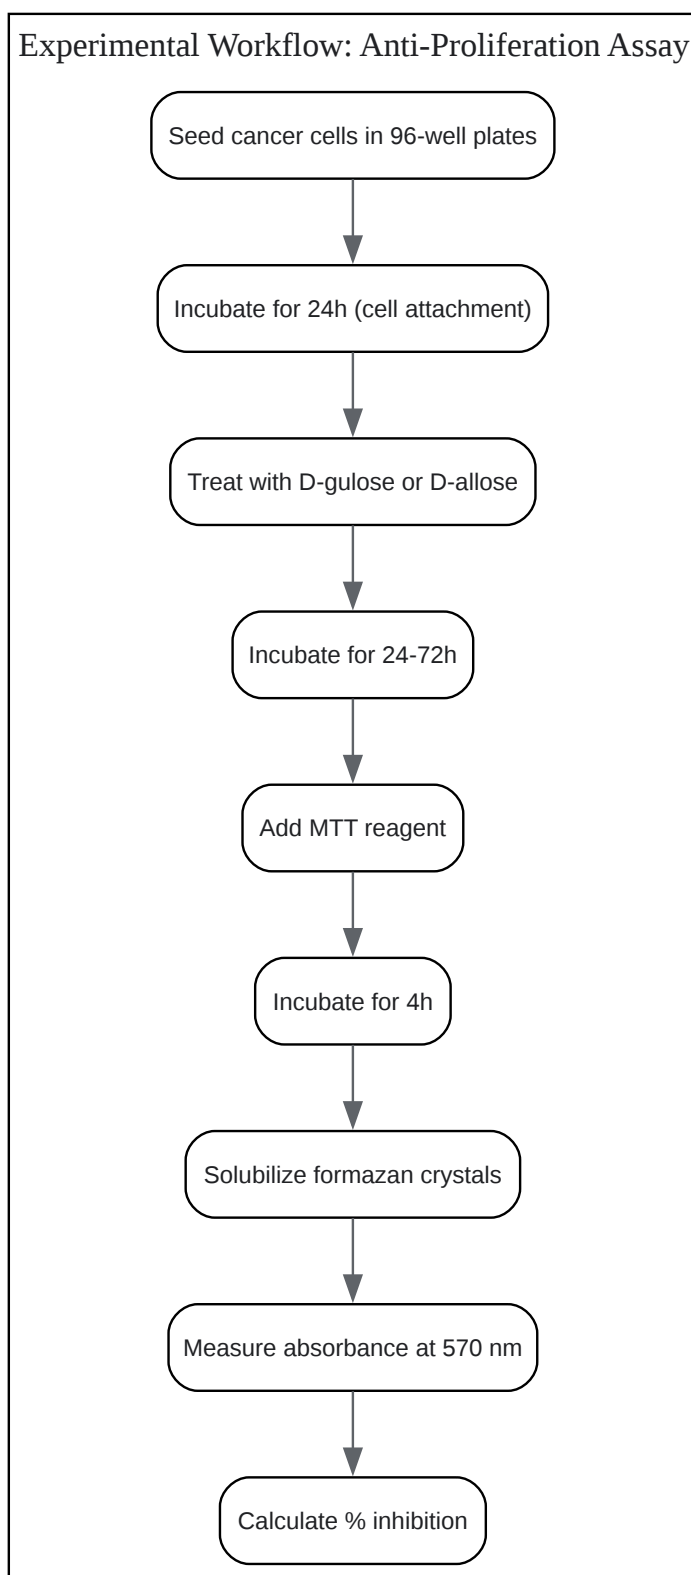 Experimental Workflow: Anti-Proliferation Assay
Seed cancer cells in 96-well plates
Incubate for 24h (cell attachment)
Treat with D-gulose or D-allose
Incubate for 24-72h
Add MTT reagent
Incubate for 4h
Solubilize formazan crystals
Measure absorbance at 570 nm
Calculate % inhibition